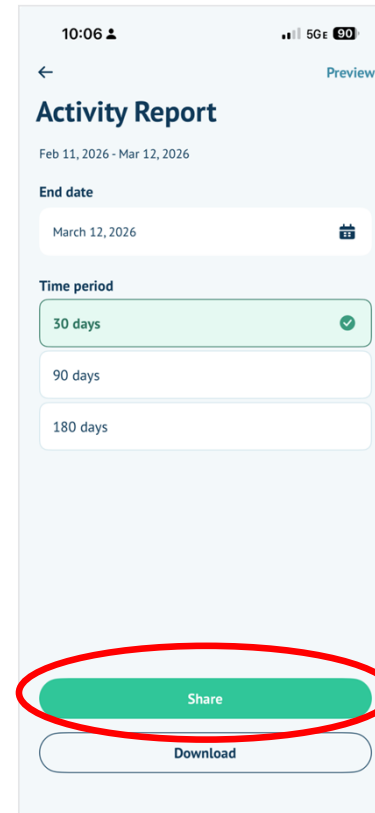 10:06
5GE 90
Preview
Activity Report
Feb 11, 2026 - Mar 12, 2026
End date
March 12, 2026
Time period
30 days
90 days
180 days
Share
Download